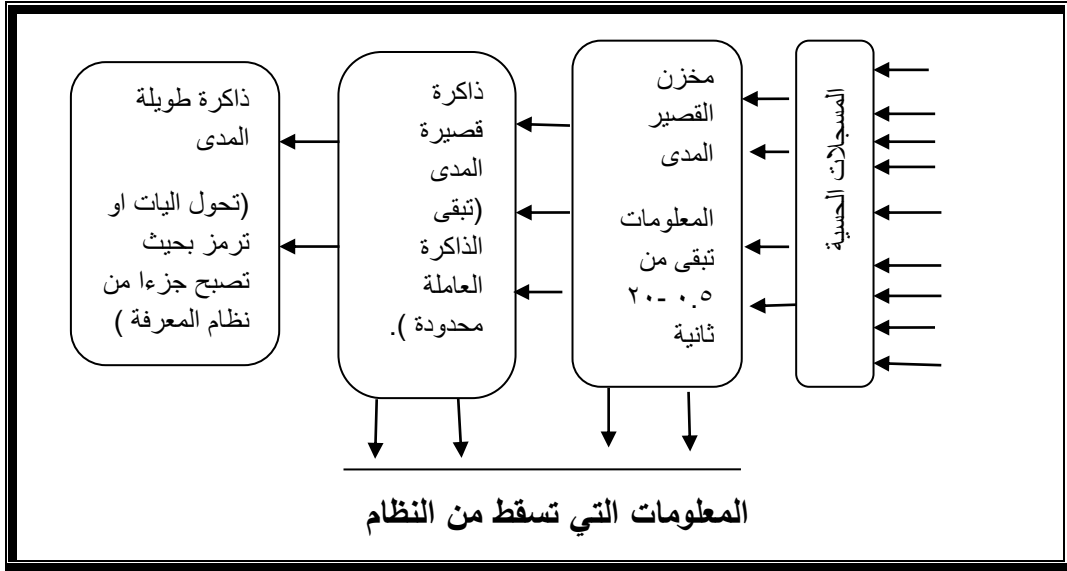 المسجلات الحسية
مخزن
القصير
المدى
المعلومات
تبقى من
٠.٥ -٢٠
ثانية
ذاكرة
قصيرة
المدى
(تبقى
الذاكرة
العاملة
محدودة ).
ذاكرة طويلة
المدى
(تحول اليات او
ترمز بحيث
تصبح جزءا من
نظام المعرفة )
المعلومات التي تسقط من النظام